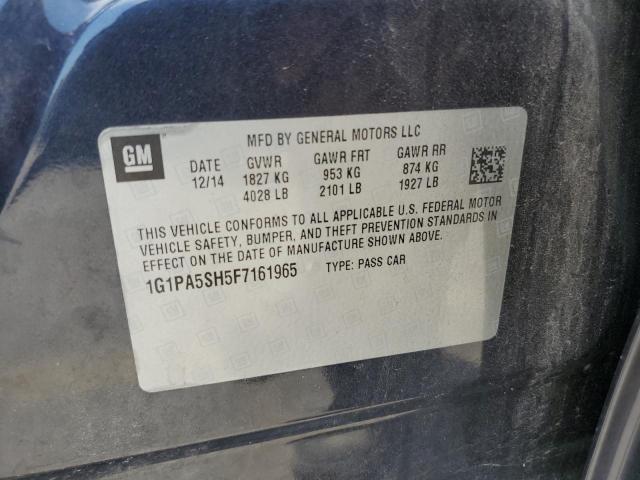 GM
MFD BY GENERAL MOTORS LLC
DATE GVWR GAWR FRT GAWR RR
12/14 1827 KG 953 KG 874 KG
4028 LB 2101 LB 1927 LB
THIS VEHICLE CONFORMS TO ALL APPLICABLE U.S. FEDERAL MOTOR
VEHICLE SAFETY, BUMPER, AND THEFT PREVENTION STANDARDS IN
EFFECT ON THE DATE OF MANUFACTURE SHOWN ABOVE.
1G1PA5SH5F7161965 TYPE: PASS CAR